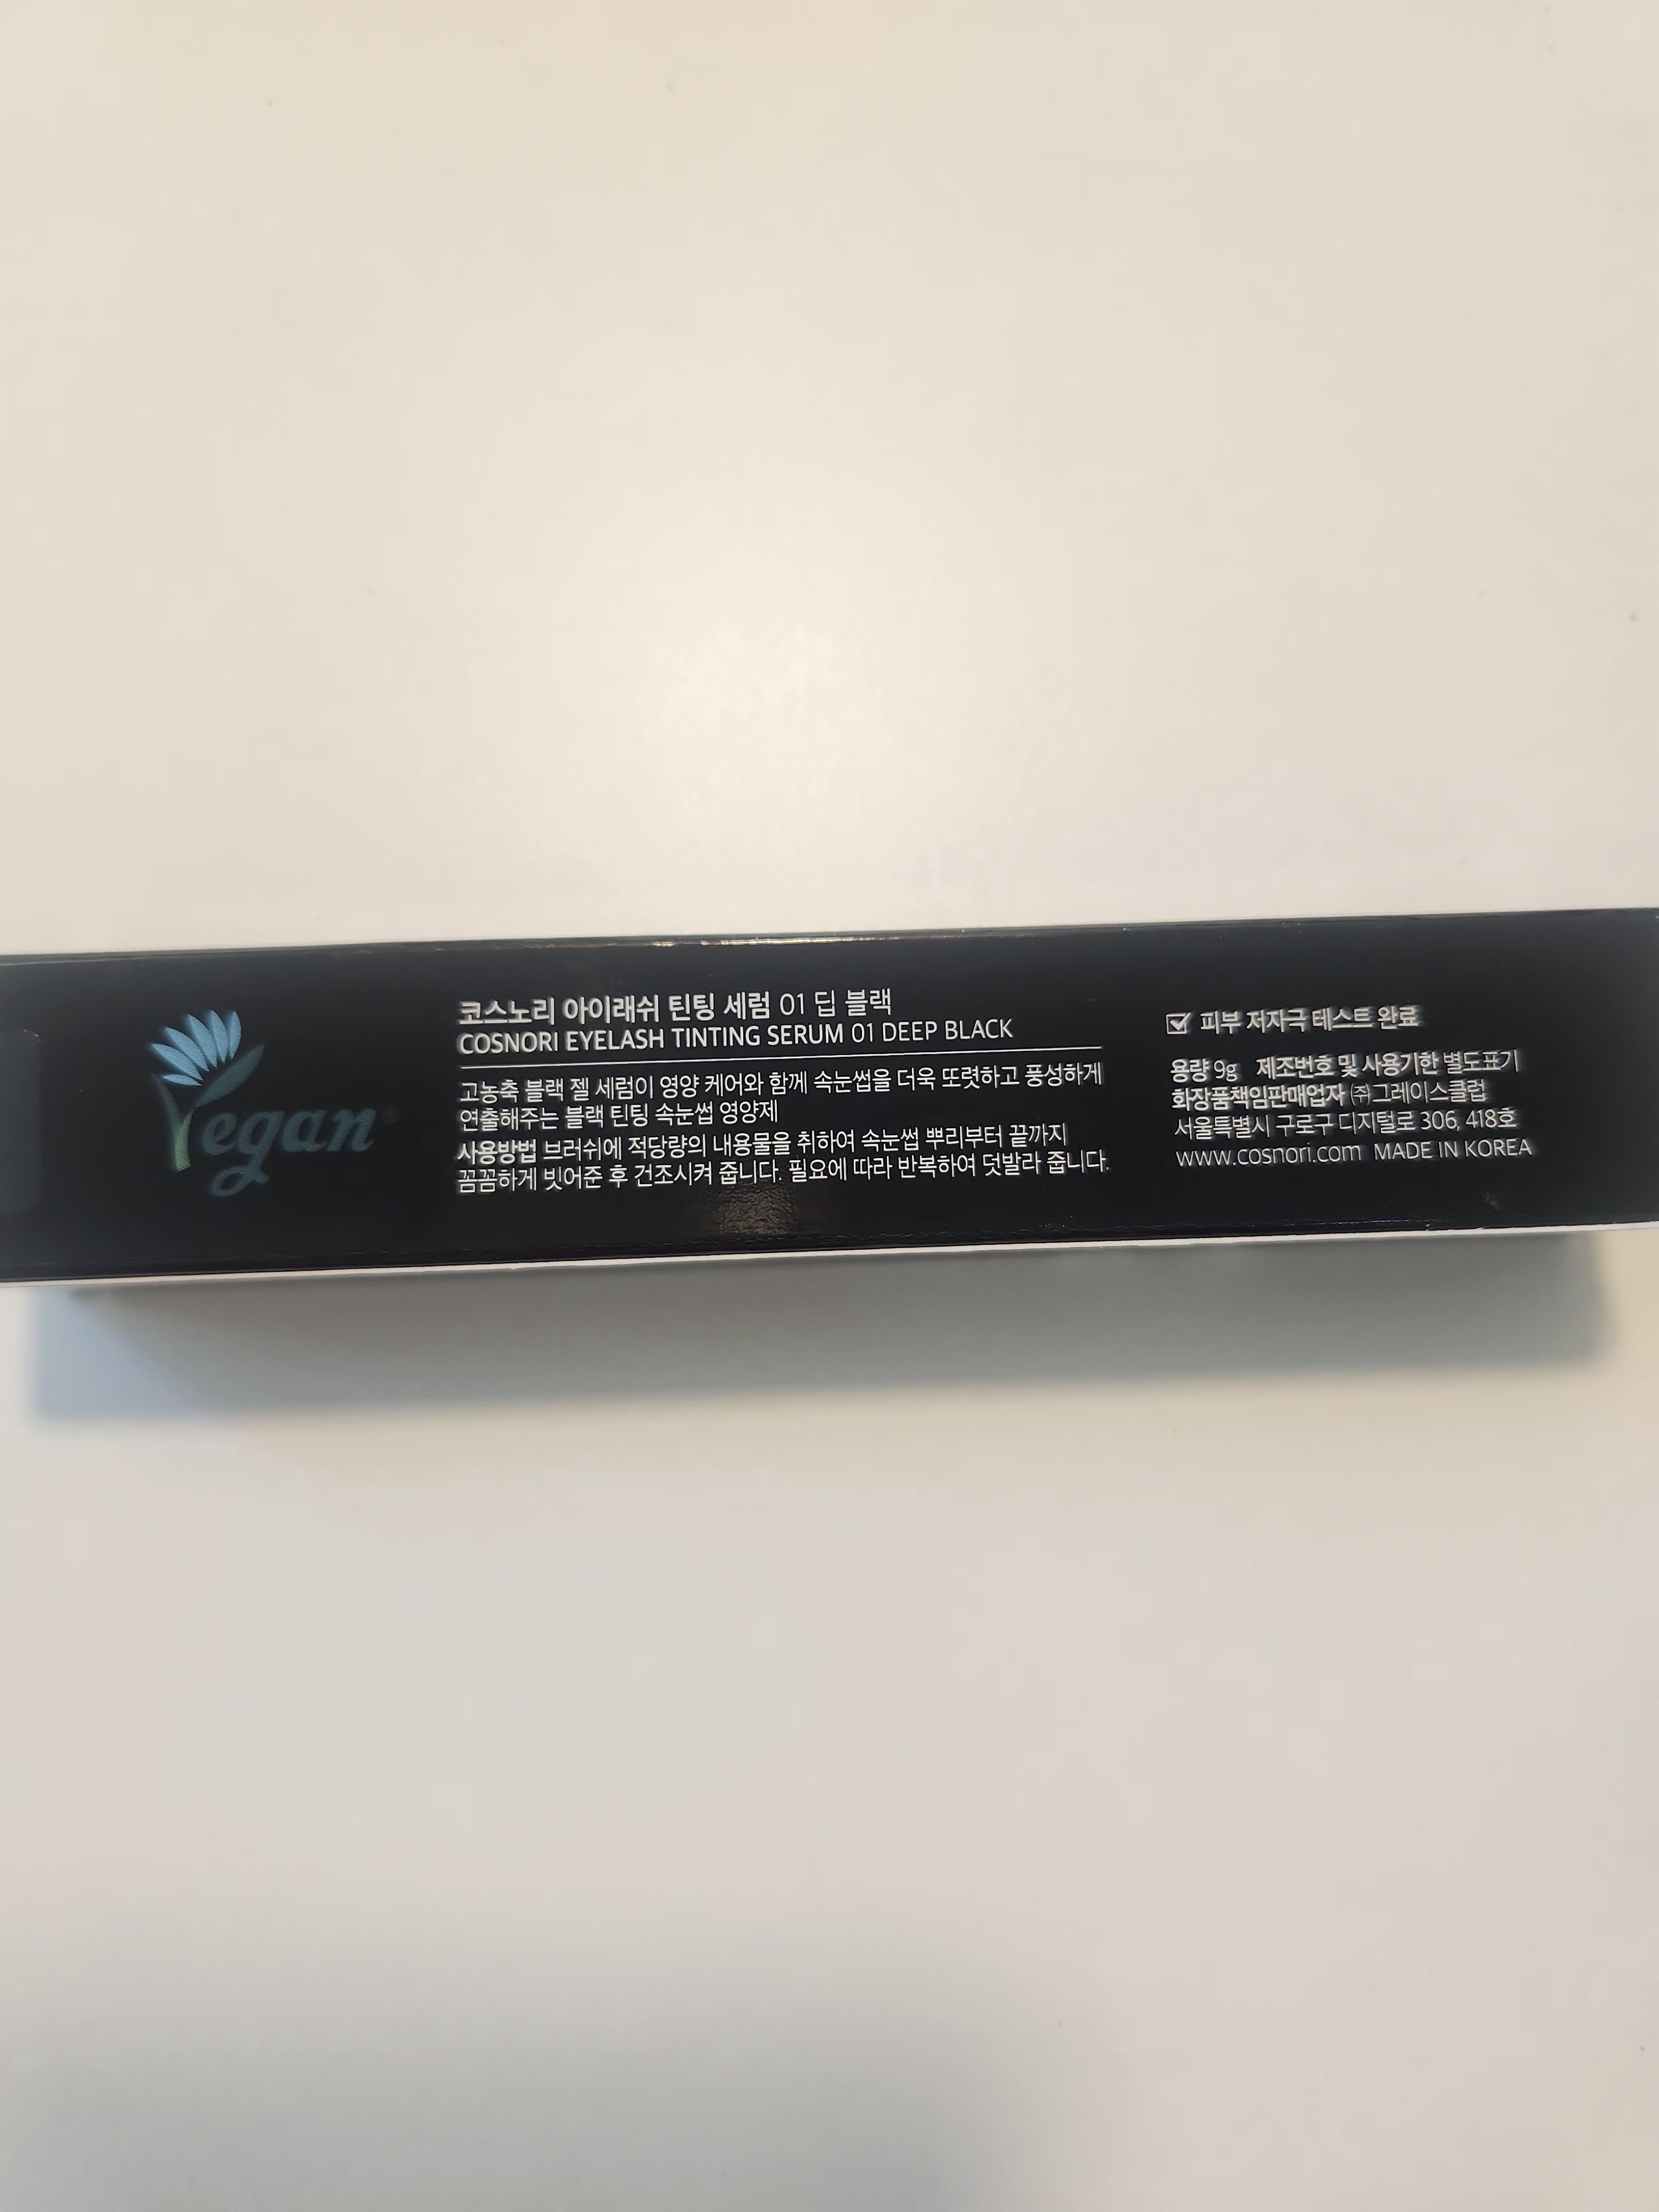 Vegan®
코스노리 아이래쉬 틴팅 세럼 01 딥 블랙
COSNORI EYELASH TINTING SERUM 01 DEEP BLACK
고농축 블랙 젤 세럼이 영양 케어와 함께 속눈썹을 더욱 또렷하고 풍성하게
연출해주는 블랙 틴팅 속눈썹 영양제
사용방법 브러쉬에 적당량의 내용물을 취하여 속눈썹 뿌리부터 끝까지
꼼꼼하게 빗어준 후 건조시켜 줍니다. 필요에 따라 반복하여 덧발라 줍니다.
피부 저자극 테스트 완료
용량 9g 제조번호 및 사용기한 별도표기
화장품책임판매업자 ㈜그레이스클럽
서울특별시 구로구 디지털로 306, 418호
www.cosnori.com MADE IN KOREA